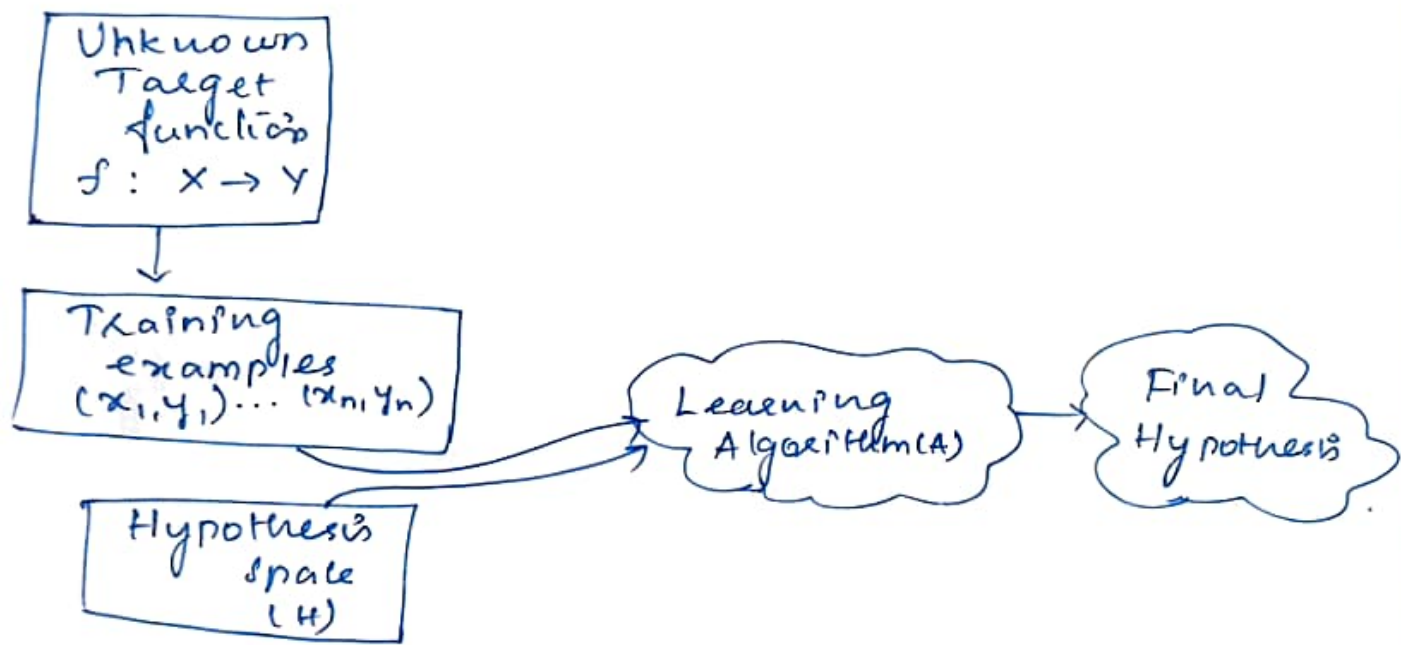 Unknown
Target
function
f : X → Y
Training
examples
(x₁, y₁) ... (xₙ, yₙ)
Hypothesis
space
(H)
Learning
Algorithm(A)
Final
Hypothesis